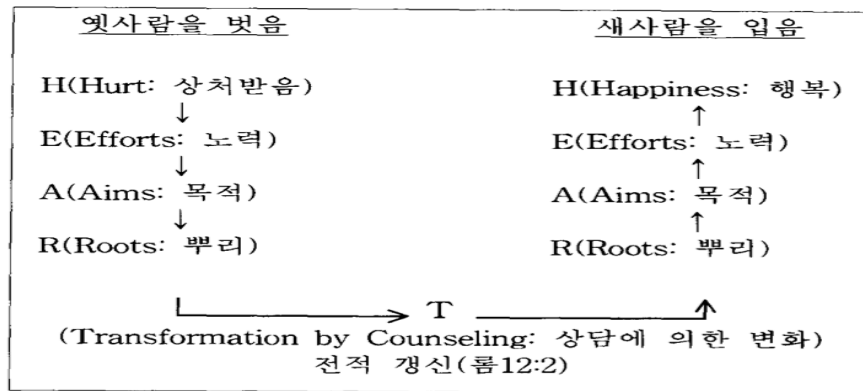 옛사람을 벗음
새사람을 입음
H(Hurt: 상처받음)
H(Happiness: 행복)
↓
↑
E(Efforts: 노력)
E(Efforts: 노력)
↓
↑
A(Aims: 목적)
A(Aims: 목적)
↓
↑
R(Roots: 뿌리)
R(Roots: 뿌리)
T
(Transformation by Counseling: 상담에 의한 변화)
전적 갱신(롬12:2)